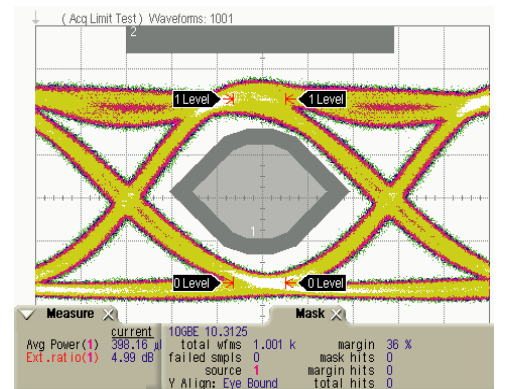 ( Acq Limit Test ) Waveforms: 1001
2
1 Level 1 Level
1
0 Level 0 Level
Measure Mask
current 10GBE 10.3125
Avg Power(1) 398.16 total wfms 1.001 k margin 36 %
Ext.ratio(1) 4.99 dB failed smpls 0 mask hits 0
source 1 margin hits 0
Y Align: Eye Bound total hits 0